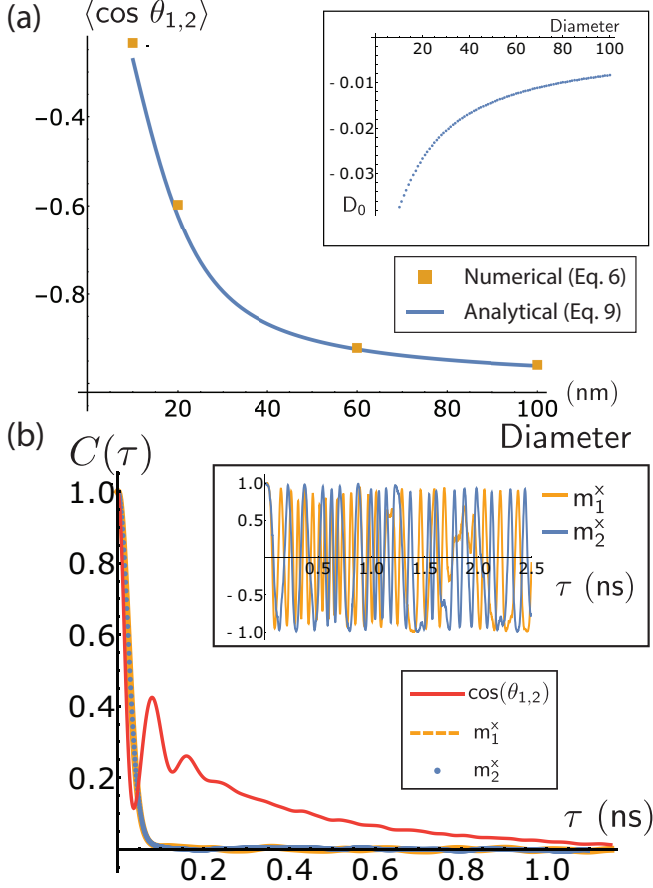 (a) ⟨cos θ1,2⟩
Diameter
20 40 60 80 100
-0.01
-0.02
-0.03
D0
-0.4
-0.6
-0.8
Numerical (Eq. 6)
Analytical (Eq. 9)
20 40 60 80 100 (nm)
Diameter
(b) C(τ)
1.0
0.8
0.6
0.4
0.2
0.2 0.4 0.6 0.8 1.0
τ (ns)
1.0
0.5
-0.5
-1.0
0.5 1.0 1.5 2.0 2.5
τ (ns)
m1x
m2x
cos(θ1,2)
m1x
m2x